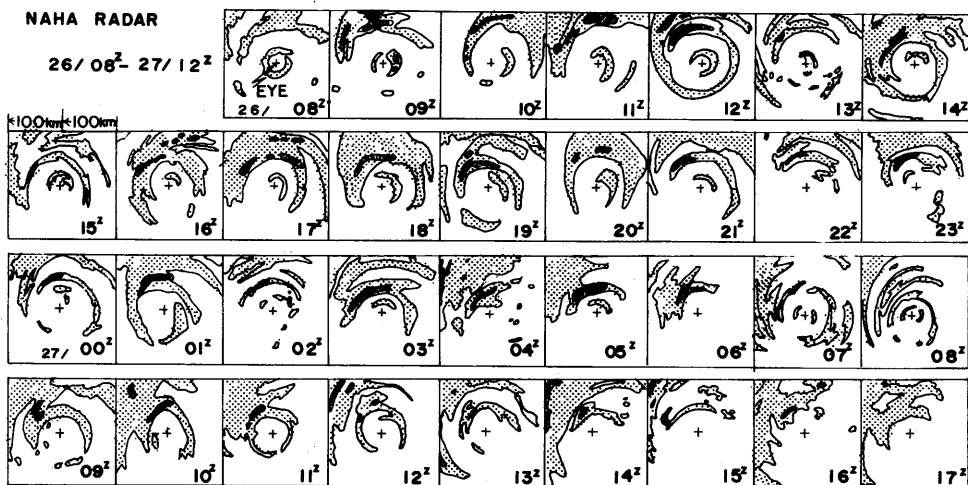 NAHA RADAR
26/08Z - 27/12Z
EYE
26/ 08Z 09Z 10Z 11Z 12Z 13Z 14Z
<100km <100km
15Z 16Z 17Z 18Z 19Z 20Z 21Z 22Z 23Z
27/ 00Z 01Z 02Z 03Z 04Z 05Z 06Z 07Z 08Z
09Z 10Z 11Z 12Z 13Z 14Z 15Z 16Z 17Z